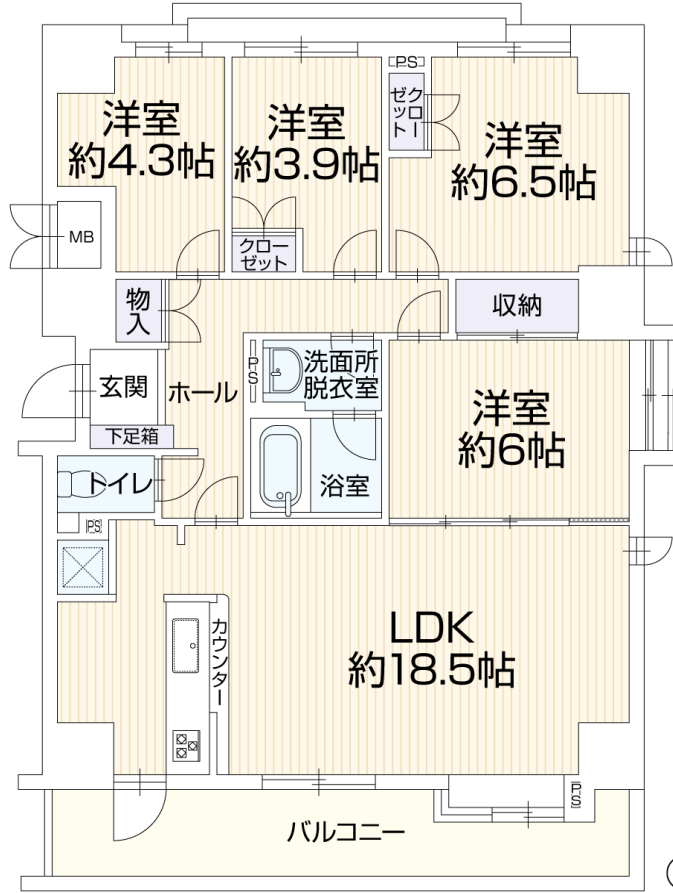 PS
洋室
約4.3帖
洋室
約3.9帖
クロー
ゼット
洋室
約6.5帖
MB
クロー
ゼット
物
入
収納
玄関
ホール
PS
洗面所
脱衣室
洋室
約6帖
下足箱
トイレ
浴室
PS
カウンター
LDK
約18.5帖
PS
バルコニー